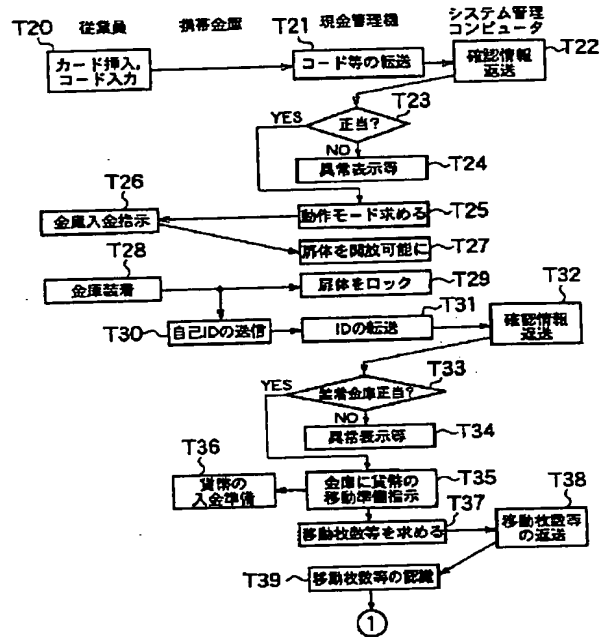 従業員 携帯金庫 現金管理機 システム管理
コンピュータ
T20 T21 T22
カード挿入,
コード入力
コード等の転送
確認情報
返送
T23
正当?
YES
NO
異常表示等
T24
T26
金庫入金指示
動作モード求める
T25
扉体を開放可能に
T27
T28
金庫装着
扉体をロック
T29
T30
自己IDの送信
T31
IDの転送
T32
確認情報
返送
T33
装着金庫正当?
YES
NO
異常表示等
T34
T36
貨幣の
入金準備
金庫に貨幣の
移動準備指示
T35
T37
移動枚数等を求める
T38
移動枚数等
の返送
T39
移動枚数等の認識
1